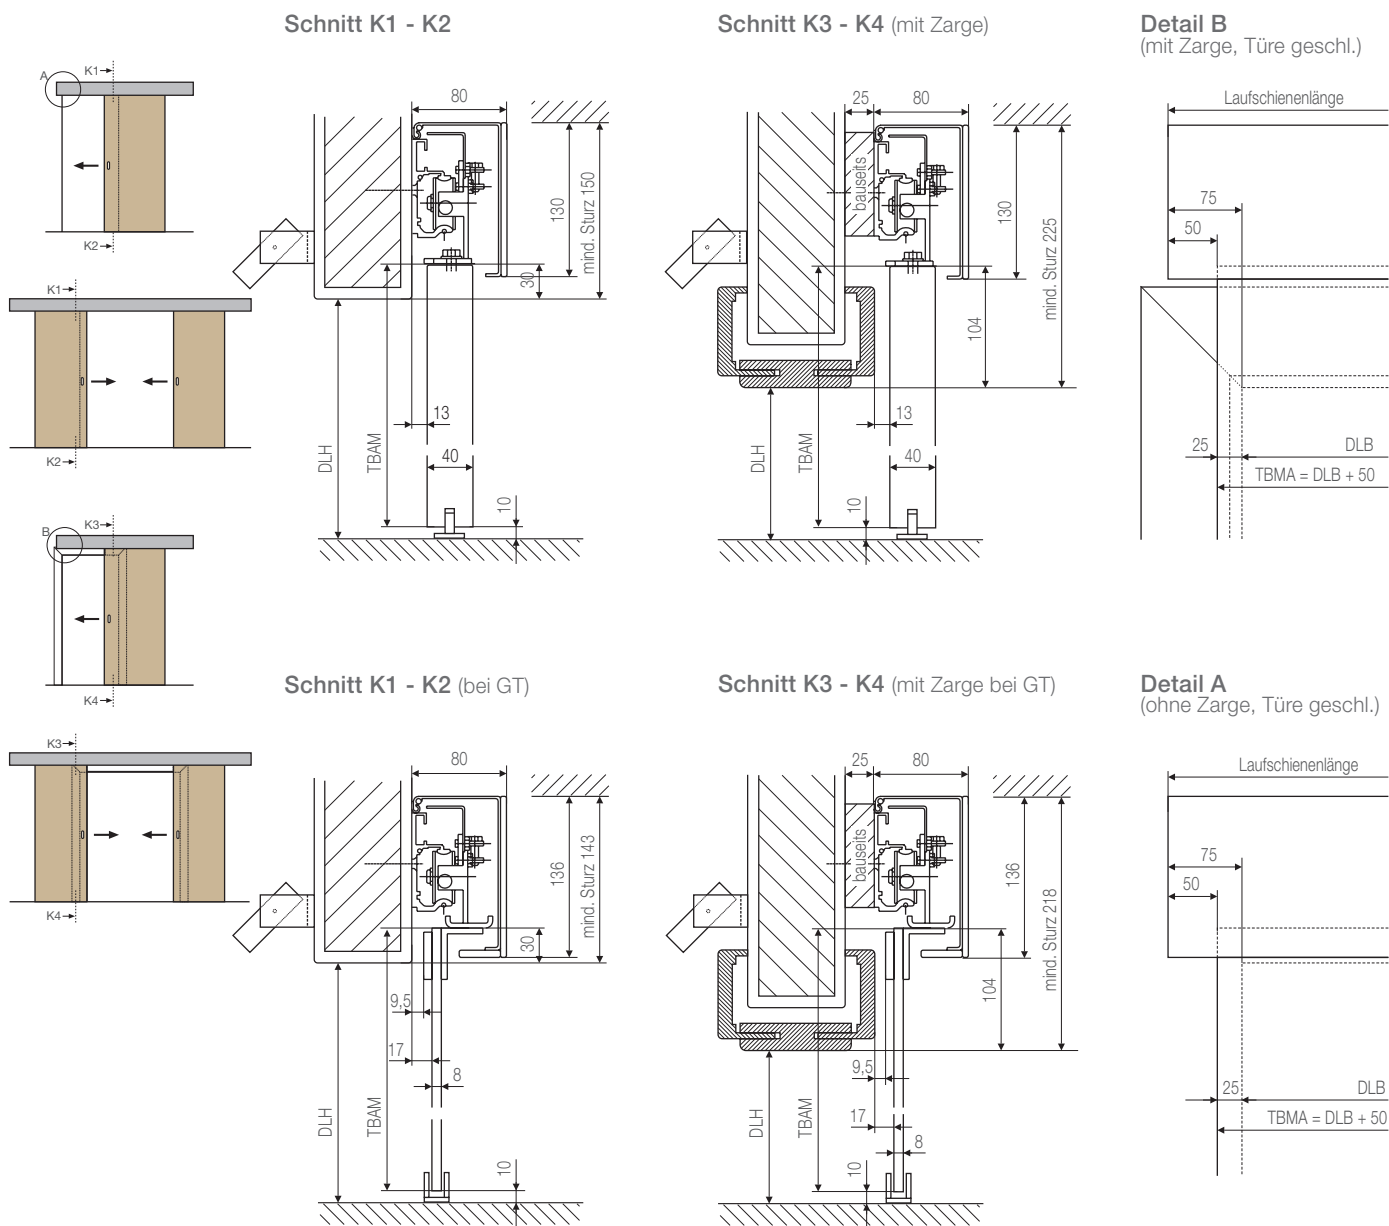 Schnitt K1 - K2
Schnitt K3 - K4 (mit Zarge)
Detail B
(mit Zarge, Türe geschl.)
A
K1
K2
K1
K2
B
K3
K4
K3
K4
80
130
mind. Sturz 150
30
13
DLH
TBAM
40
10
25
80
bauseits
130
mind. Sturz 225
104
13
DLH
TBAM
40
10
Laufschienenlänge
75
50
25
DLB
TBMA = DLB + 50
Schnitt K1 - K2 (bei GT)
Schnitt K3 - K4 (mit Zarge bei GT)
Detail A
(ohne Zarge, Türe geschl.)
80
136
mind. Sturz 143
30
9,5
17
8
DLH
TBAM
10
25
80
bauseits
136
mind. Sturz 218
104
9,5
17
8
DLH
TBAM
10
Laufschienenlänge
75
50
25
DLB
TBMA = DLB + 50